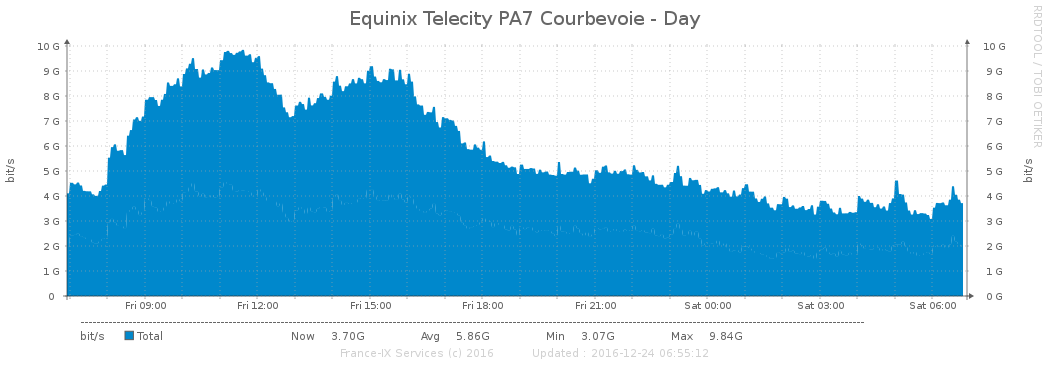 Equinix Telecity PA7 Courbevoie - Day
RRDTOOL / TOBI OETIKER
bit/s
10 G 10 G
9 G 9 G
8 G 8 G
7 G 7 G
6 G 6 G
5 G 5 G
4 G 4 G
3 G 3 G
2 G 2 G
1 G 1 G
0 0 G
bit/s
Fri 09:00 Fri 12:00 Fri 15:00 Fri 18:00 Fri 21:00 Sat 00:00 Sat 03:00 Sat 06:00
bit/s Total Now 3.70G Avg 5.86G Min 3.07G Max 9.84G
France-IX Services (c) 2016 Updated : 2016-12-24 06:55:12